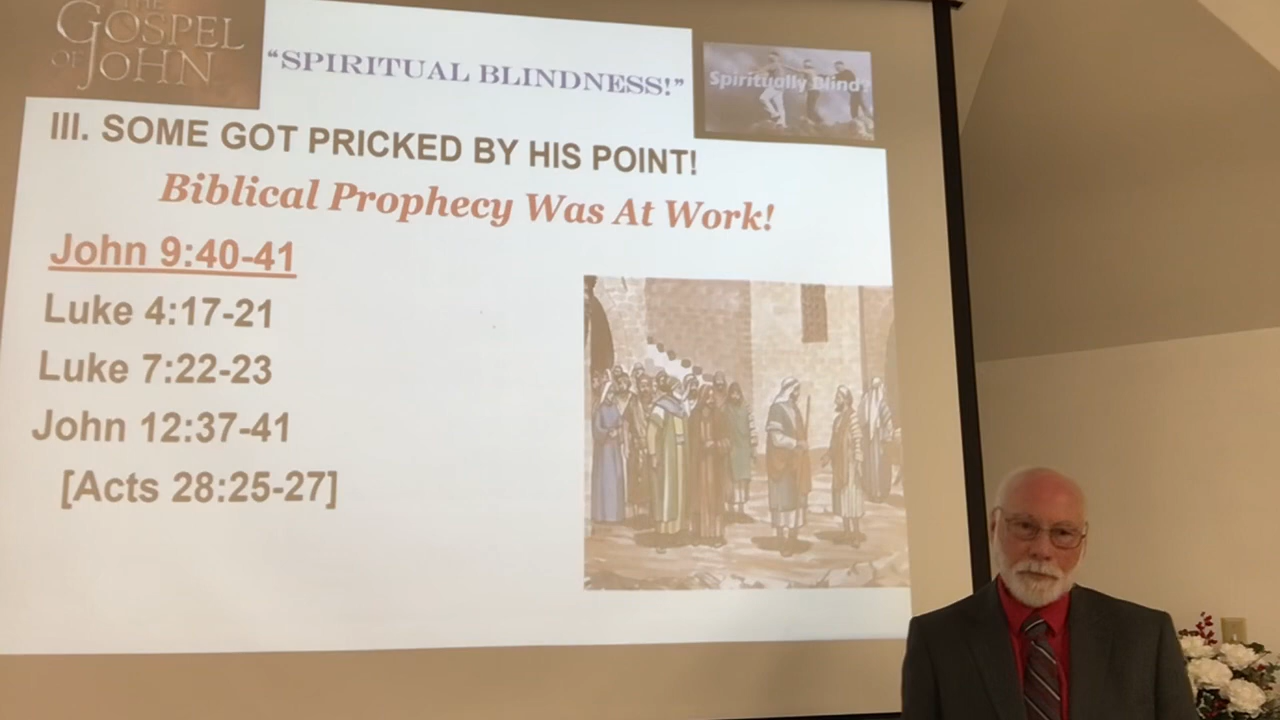 THE
GOSPEL
OF JOHN
“SPIRITUAL BLINDNESS!”
Spiritually Blind?
III. SOME GOT PRICKED BY HIS POINT!
Biblical Prophecy Was At Work!
John 9:40-41
Luke 4:17-21
Luke 7:22-23
John 12:37-41
[Acts 28:25-27]